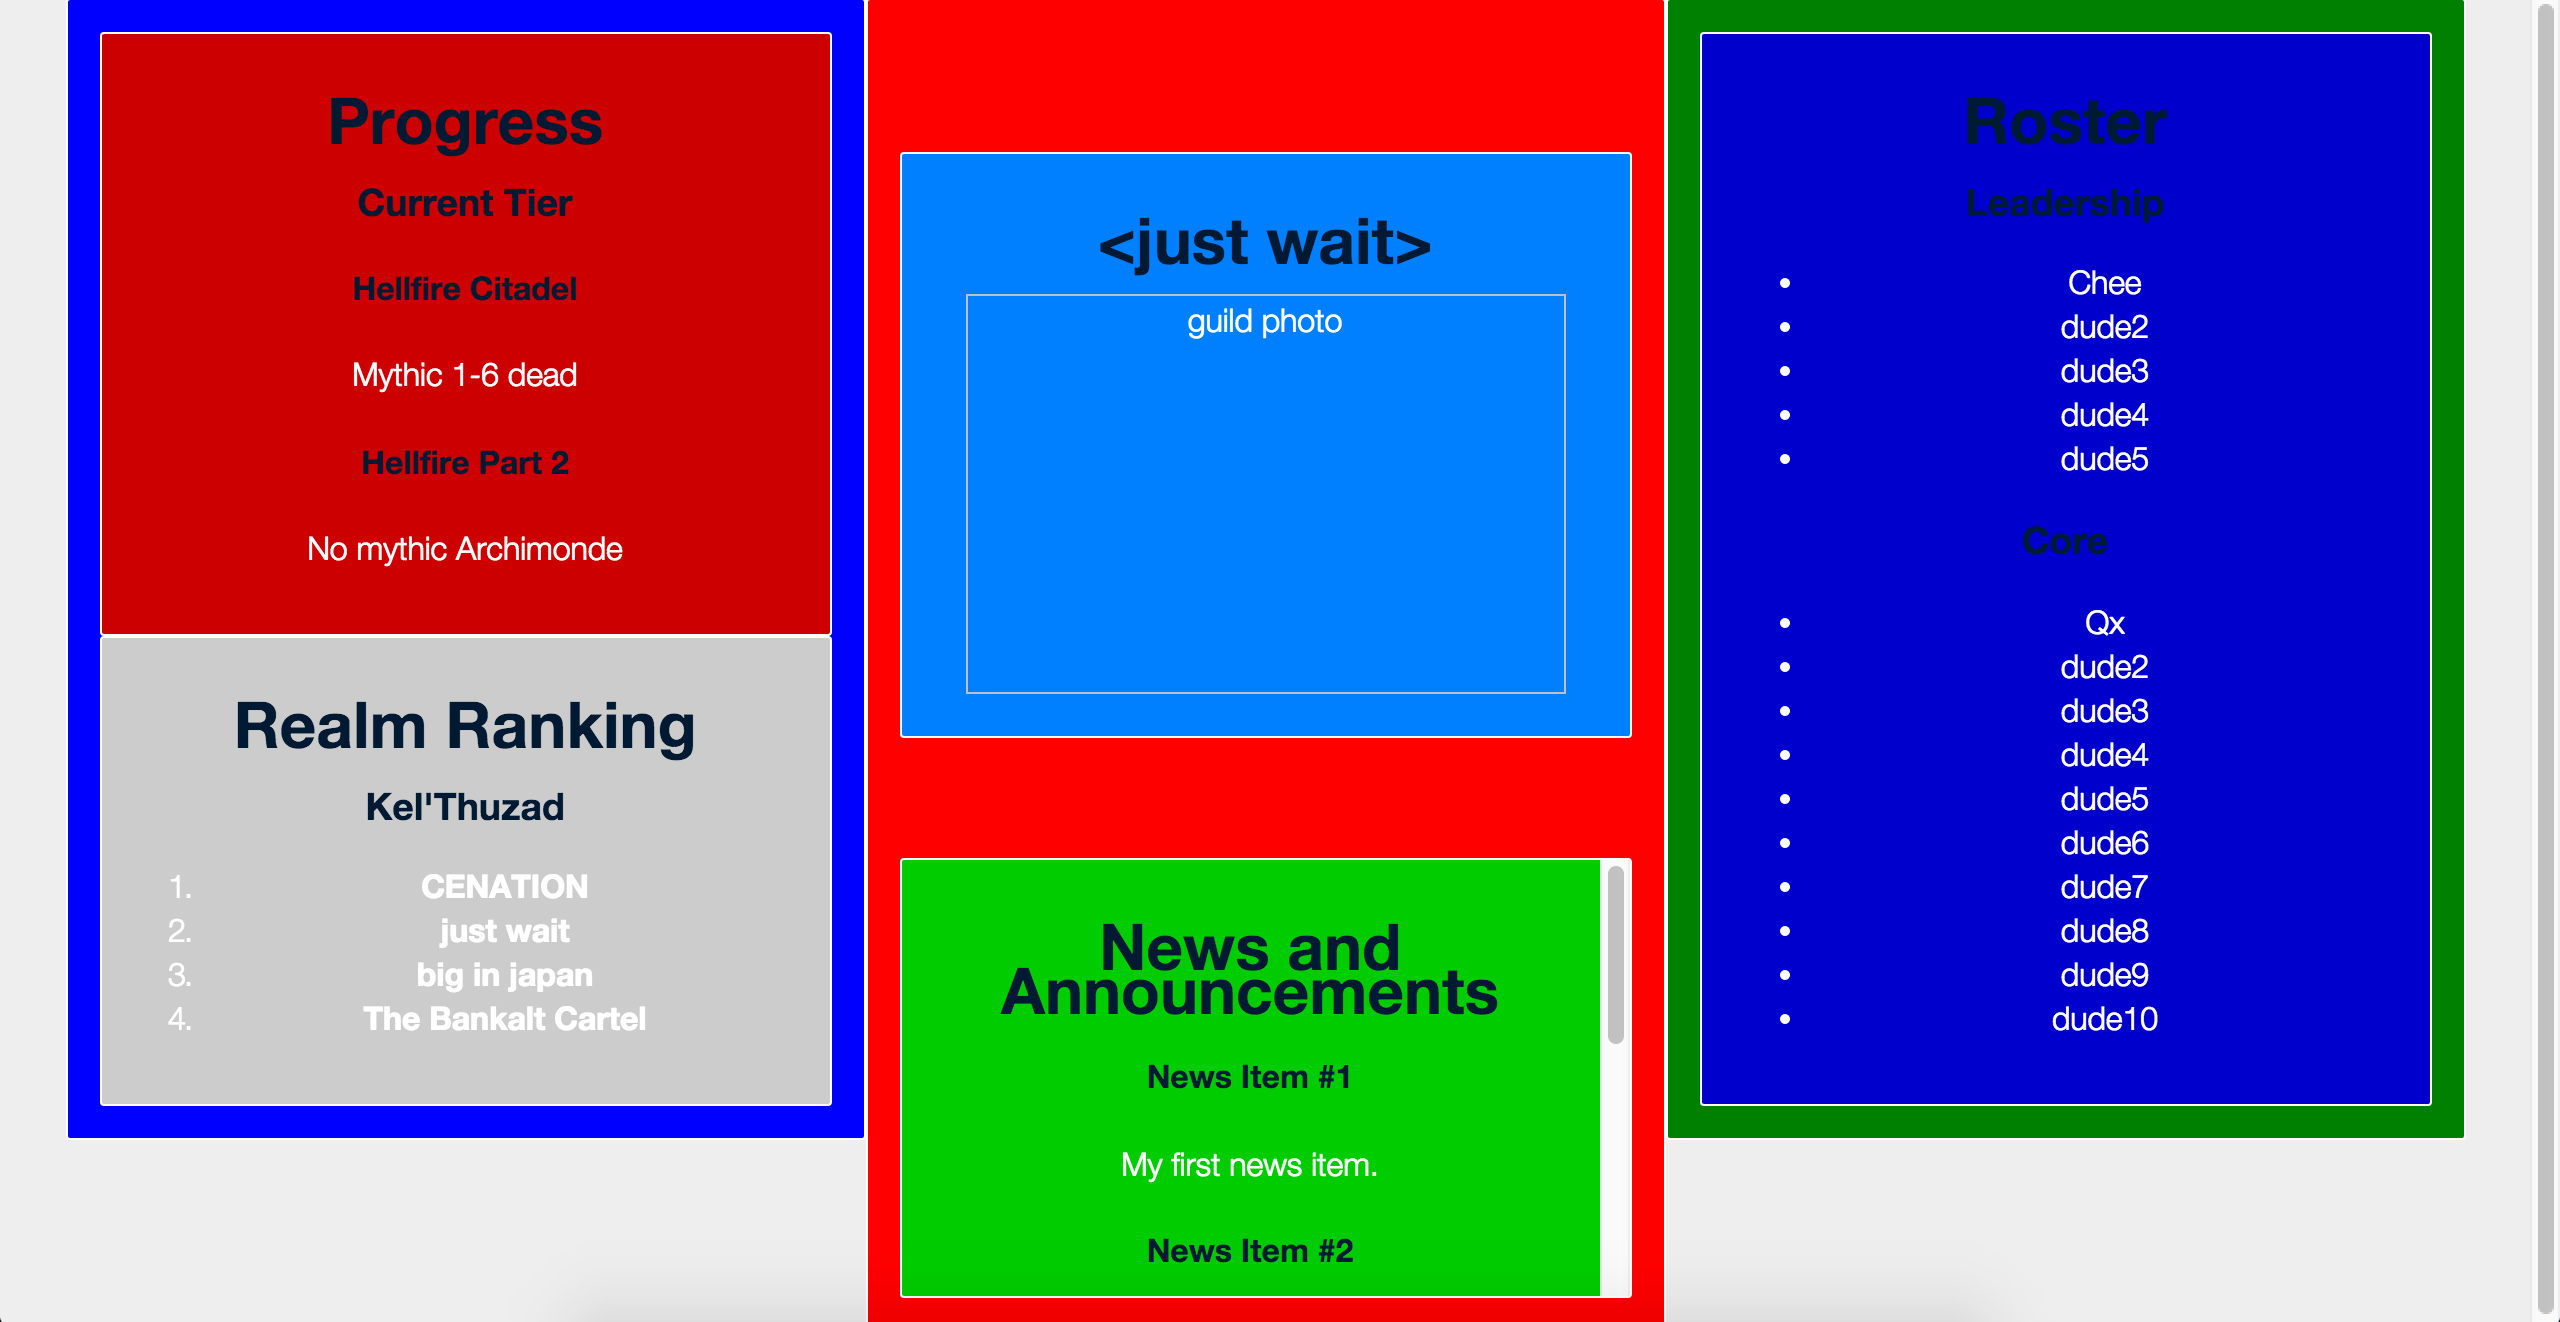 Progress
Current Tier
Hellfire Citadel
Mythic 1-6 dead
Hellfire Part 2
No mythic Archimonde
Realm Ranking
Kel'Thuzad
1. CENATION
2. just wait
3. big in japan
4. The Bankalt Cartel
<just wait>
guild photo
News and
Announcements
News Item #1
My first news item.
News Item #2
Roster
Leadership
• Chee
• dude2
• dude3
• dude4
• dude5
Core
• Qx
• dude2
• dude3
• dude4
• dude5
• dude6
• dude7
• dude8
• dude9
• dude10